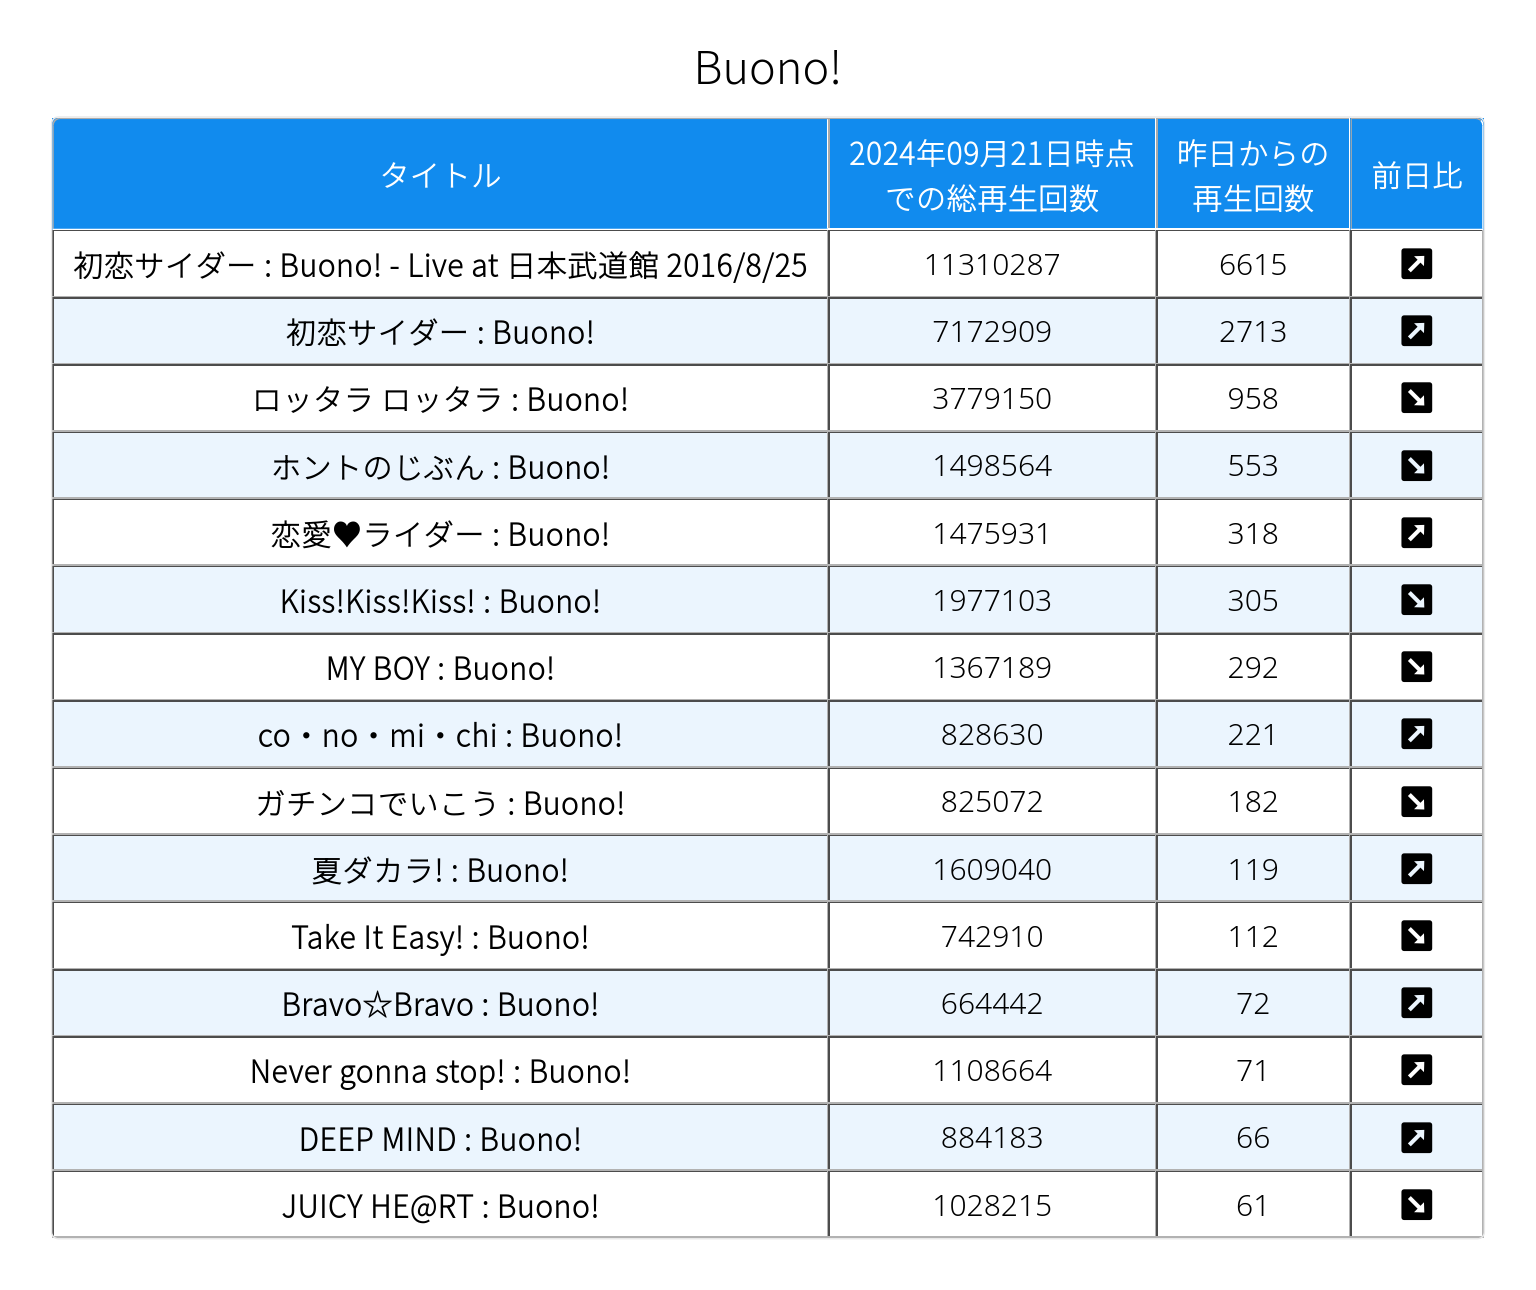 Buono!
タイトル
2024年09月21日時点
での総再生回数
昨日からの
再生回数
前日比
初恋サイダー : Buono! - Live at 日本武道館 2016/8/25 11310287 6615 ↗
初恋サイダー : Buono! 7172909 2713 ↗
ロッタラ ロッタラ : Buono! 3779150 958 ↘
ホントのじぶん : Buono! 1498564 553 ↘
恋愛♥ライダー : Buono! 1475931 318 ↗
Kiss!Kiss!Kiss! : Buono! 1977103 305 ↘
MY BOY : Buono! 1367189 292 ↘
co・no・mi・chi : Buono! 828630 221 ↗
ガチンコでいこう : Buono! 825072 182 ↘
夏ダカラ! : Buono! 1609040 119 ↗
Take It Easy! : Buono! 742910 112 ↘
Bravo☆Bravo : Buono! 664442 72 ↗
Never gonna stop! : Buono! 1108664 71 ↗
DEEP MIND : Buono! 884183 66 ↗
JUICY HE@RT : Buono! 1028215 61 ↘